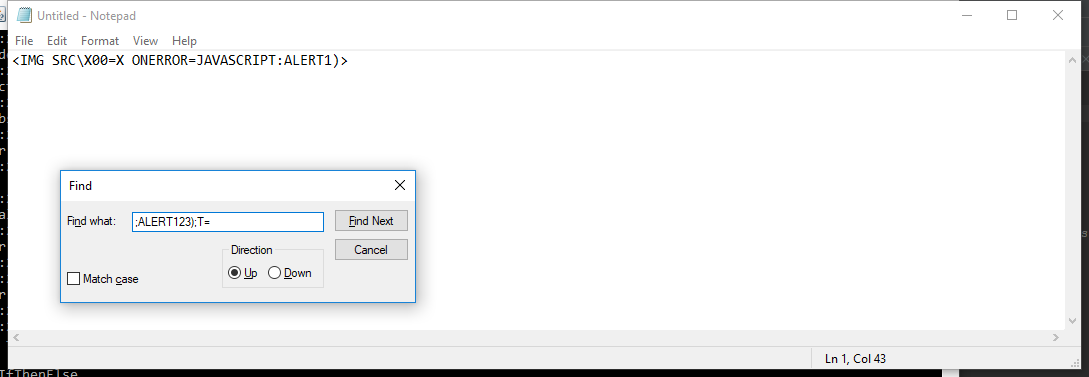 Untitled - Notepad
File Edit Format View Help
<IMG SRC\X00=X ONERROR=JAVASCRIPT:ALERT1)>
Find
Find what: ;ALERT123);T= Find Next
Direction Cancel
Up Down
Match case
Ln 1, Col 43
IfThenElse